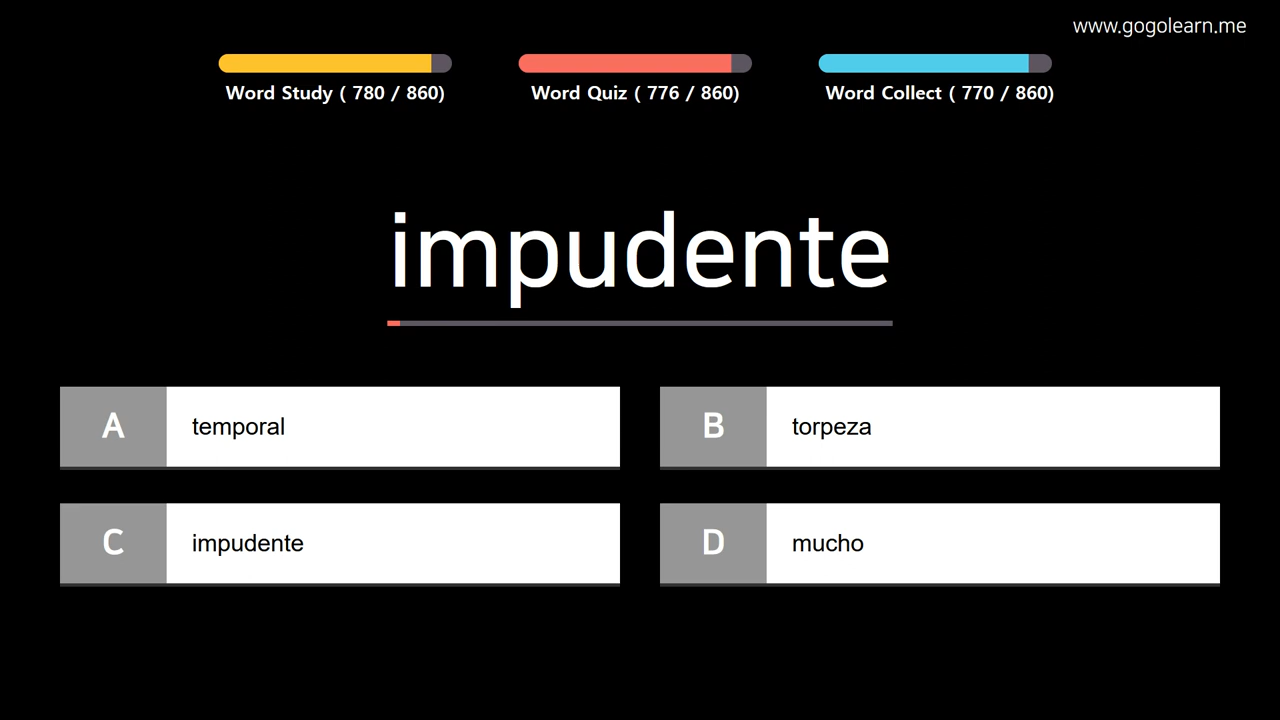 www.gogolearn.me
Word Study ( 780 / 860)
Word Quiz ( 776 / 860)
Word Collect ( 770 / 860)
impudente
A
temporal
B
torpeza
C
impudente
D
mucho